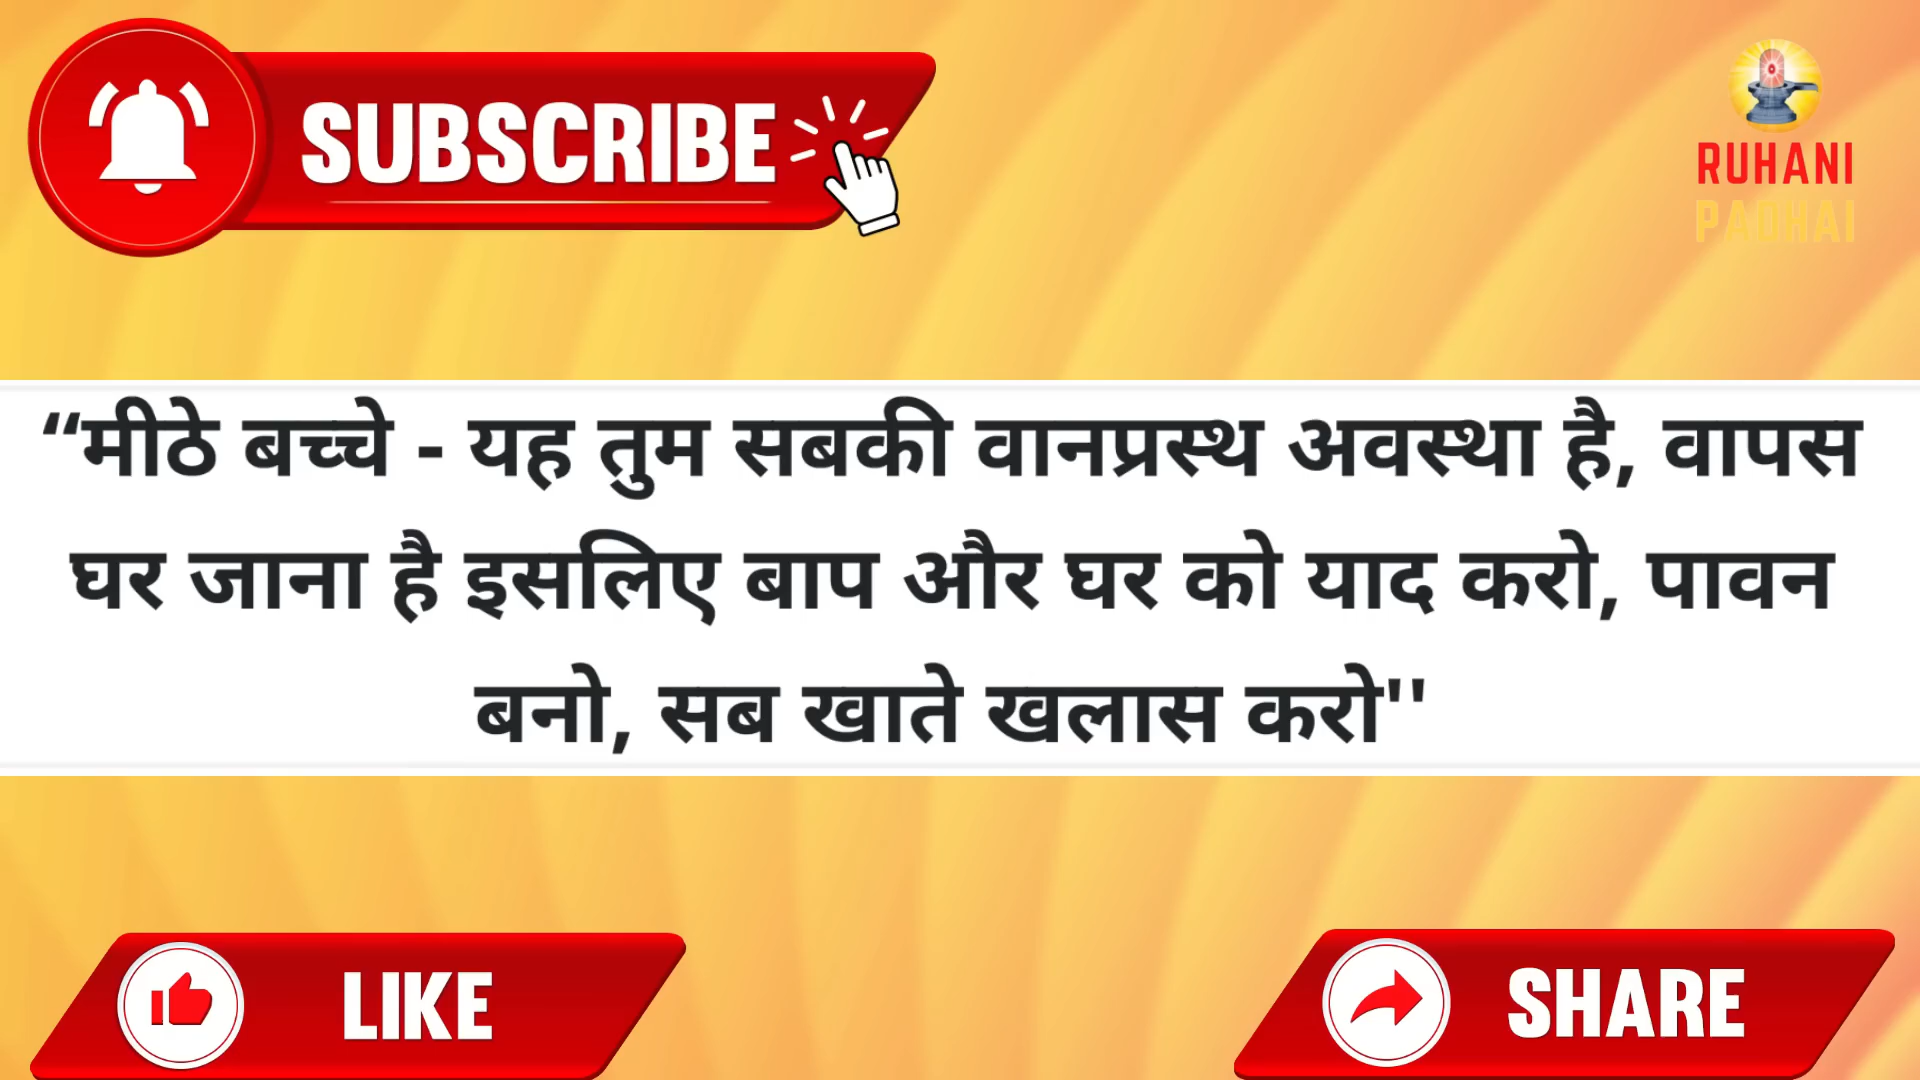 SUBSCRIBE
RUHANI
PADHAI
“मीठे बच्चे - यह तुम सबकी वानप्रस्थ अवस्था है, वापस
घर जाना है इसलिए बाप और घर को याद करो, पावन
बनो, सब खाते खलास करो''
LIKE
SHARE